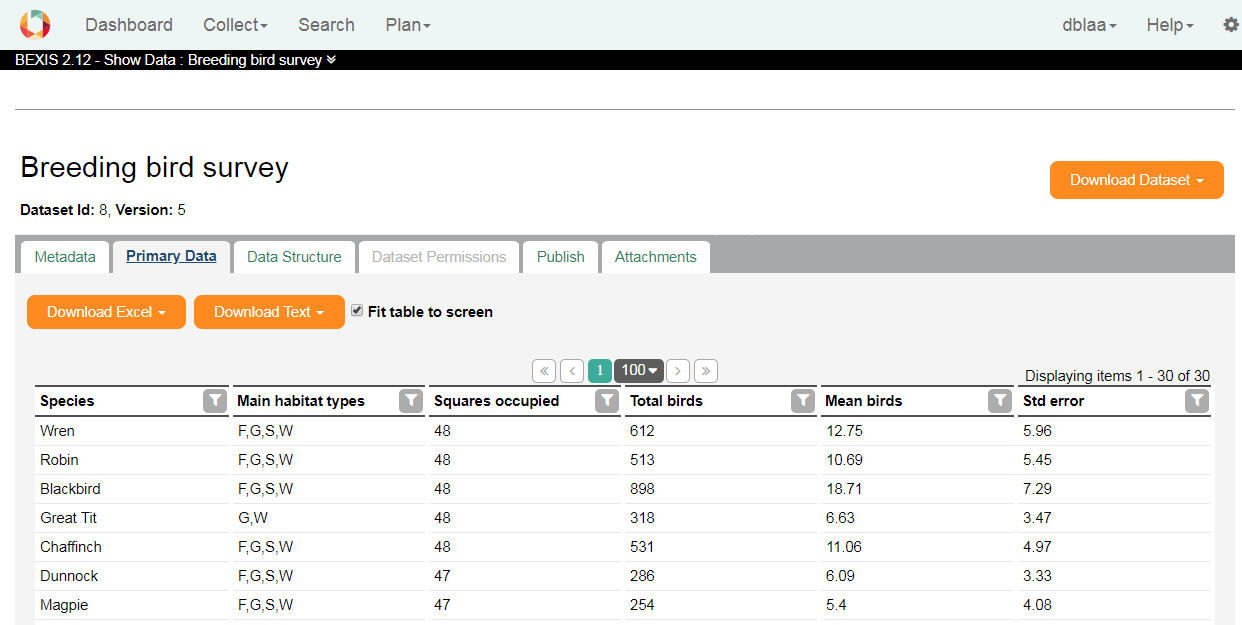 Dashboard Collect Search Plan dblaa Help
BEXIS 2.12 - Show Data : Breeding bird survey
Breeding bird survey
Download Dataset
Dataset Id: 8, Version: 5
Metadata Primary Data Data Structure Dataset Permissions Publish Attachments
Download Excel Download Text Fit table to screen
« ‹ 1 100 › »
Displaying items 1 - 30 of 30
Species Main habitat types Squares occupied Total birds Mean birds Std error
Wren F,G,S,W 48 612 12.75 5.96
Robin F,G,S,W 48 513 10.69 5.45
Blackbird F,G,S,W 48 898 18.71 7.29
Great Tit G,W 48 318 6.63 3.47
Chaffinch F,G,S,W 48 531 11.06 4.97
Dunnock F,G,S,W 47 286 6.09 3.33
Magpie F,G,S,W 47 254 5.4 4.08